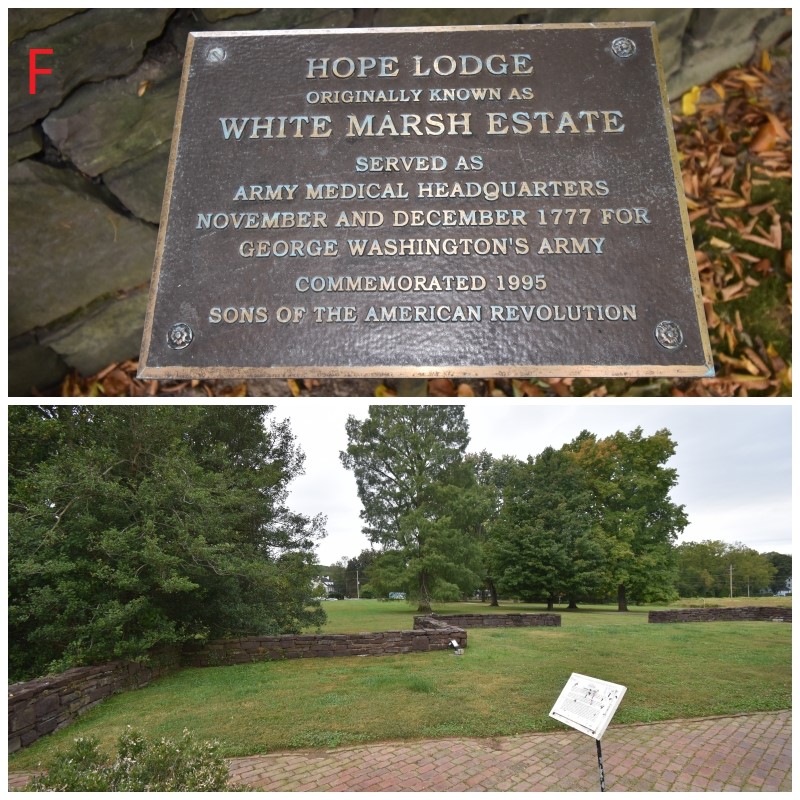 F
HOPE LODGE
ORIGINALLY KNOWN AS
WHITE MARSH ESTATE
SERVED AS
ARMY MEDICAL HEADQUARTERS
NOVEMBER AND DECEMBER 1777 FOR
GEORGE WASHINGTON'S ARMY
COMMEMORATED 1995
SONS OF THE AMERICAN REVOLUTION